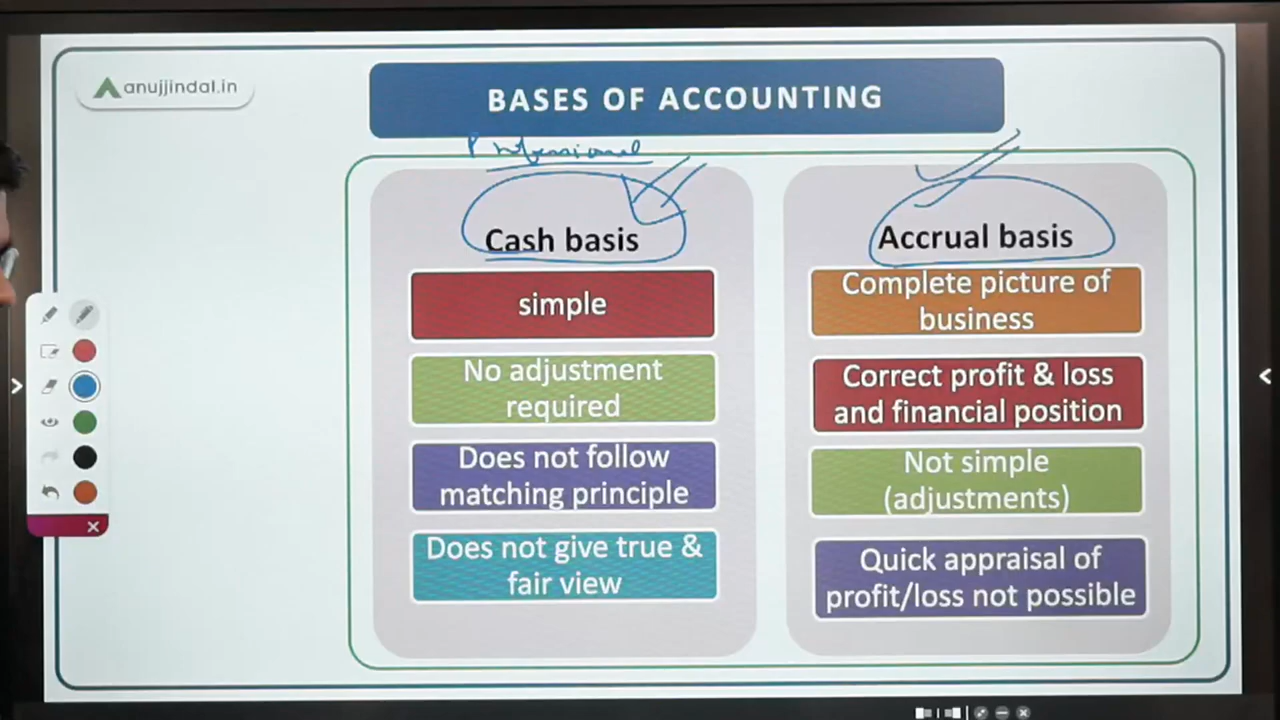 anujjindal.in
BASES OF ACCOUNTING
Professional
Cash basis
simple
No adjustment
required
Does not follow
matching principle
Does not give true &
fair view
Accrual basis
Complete picture of
business
Correct profit & loss
and financial position
Not simple
(adjustments)
Quick appraisal of
profit/loss not possible